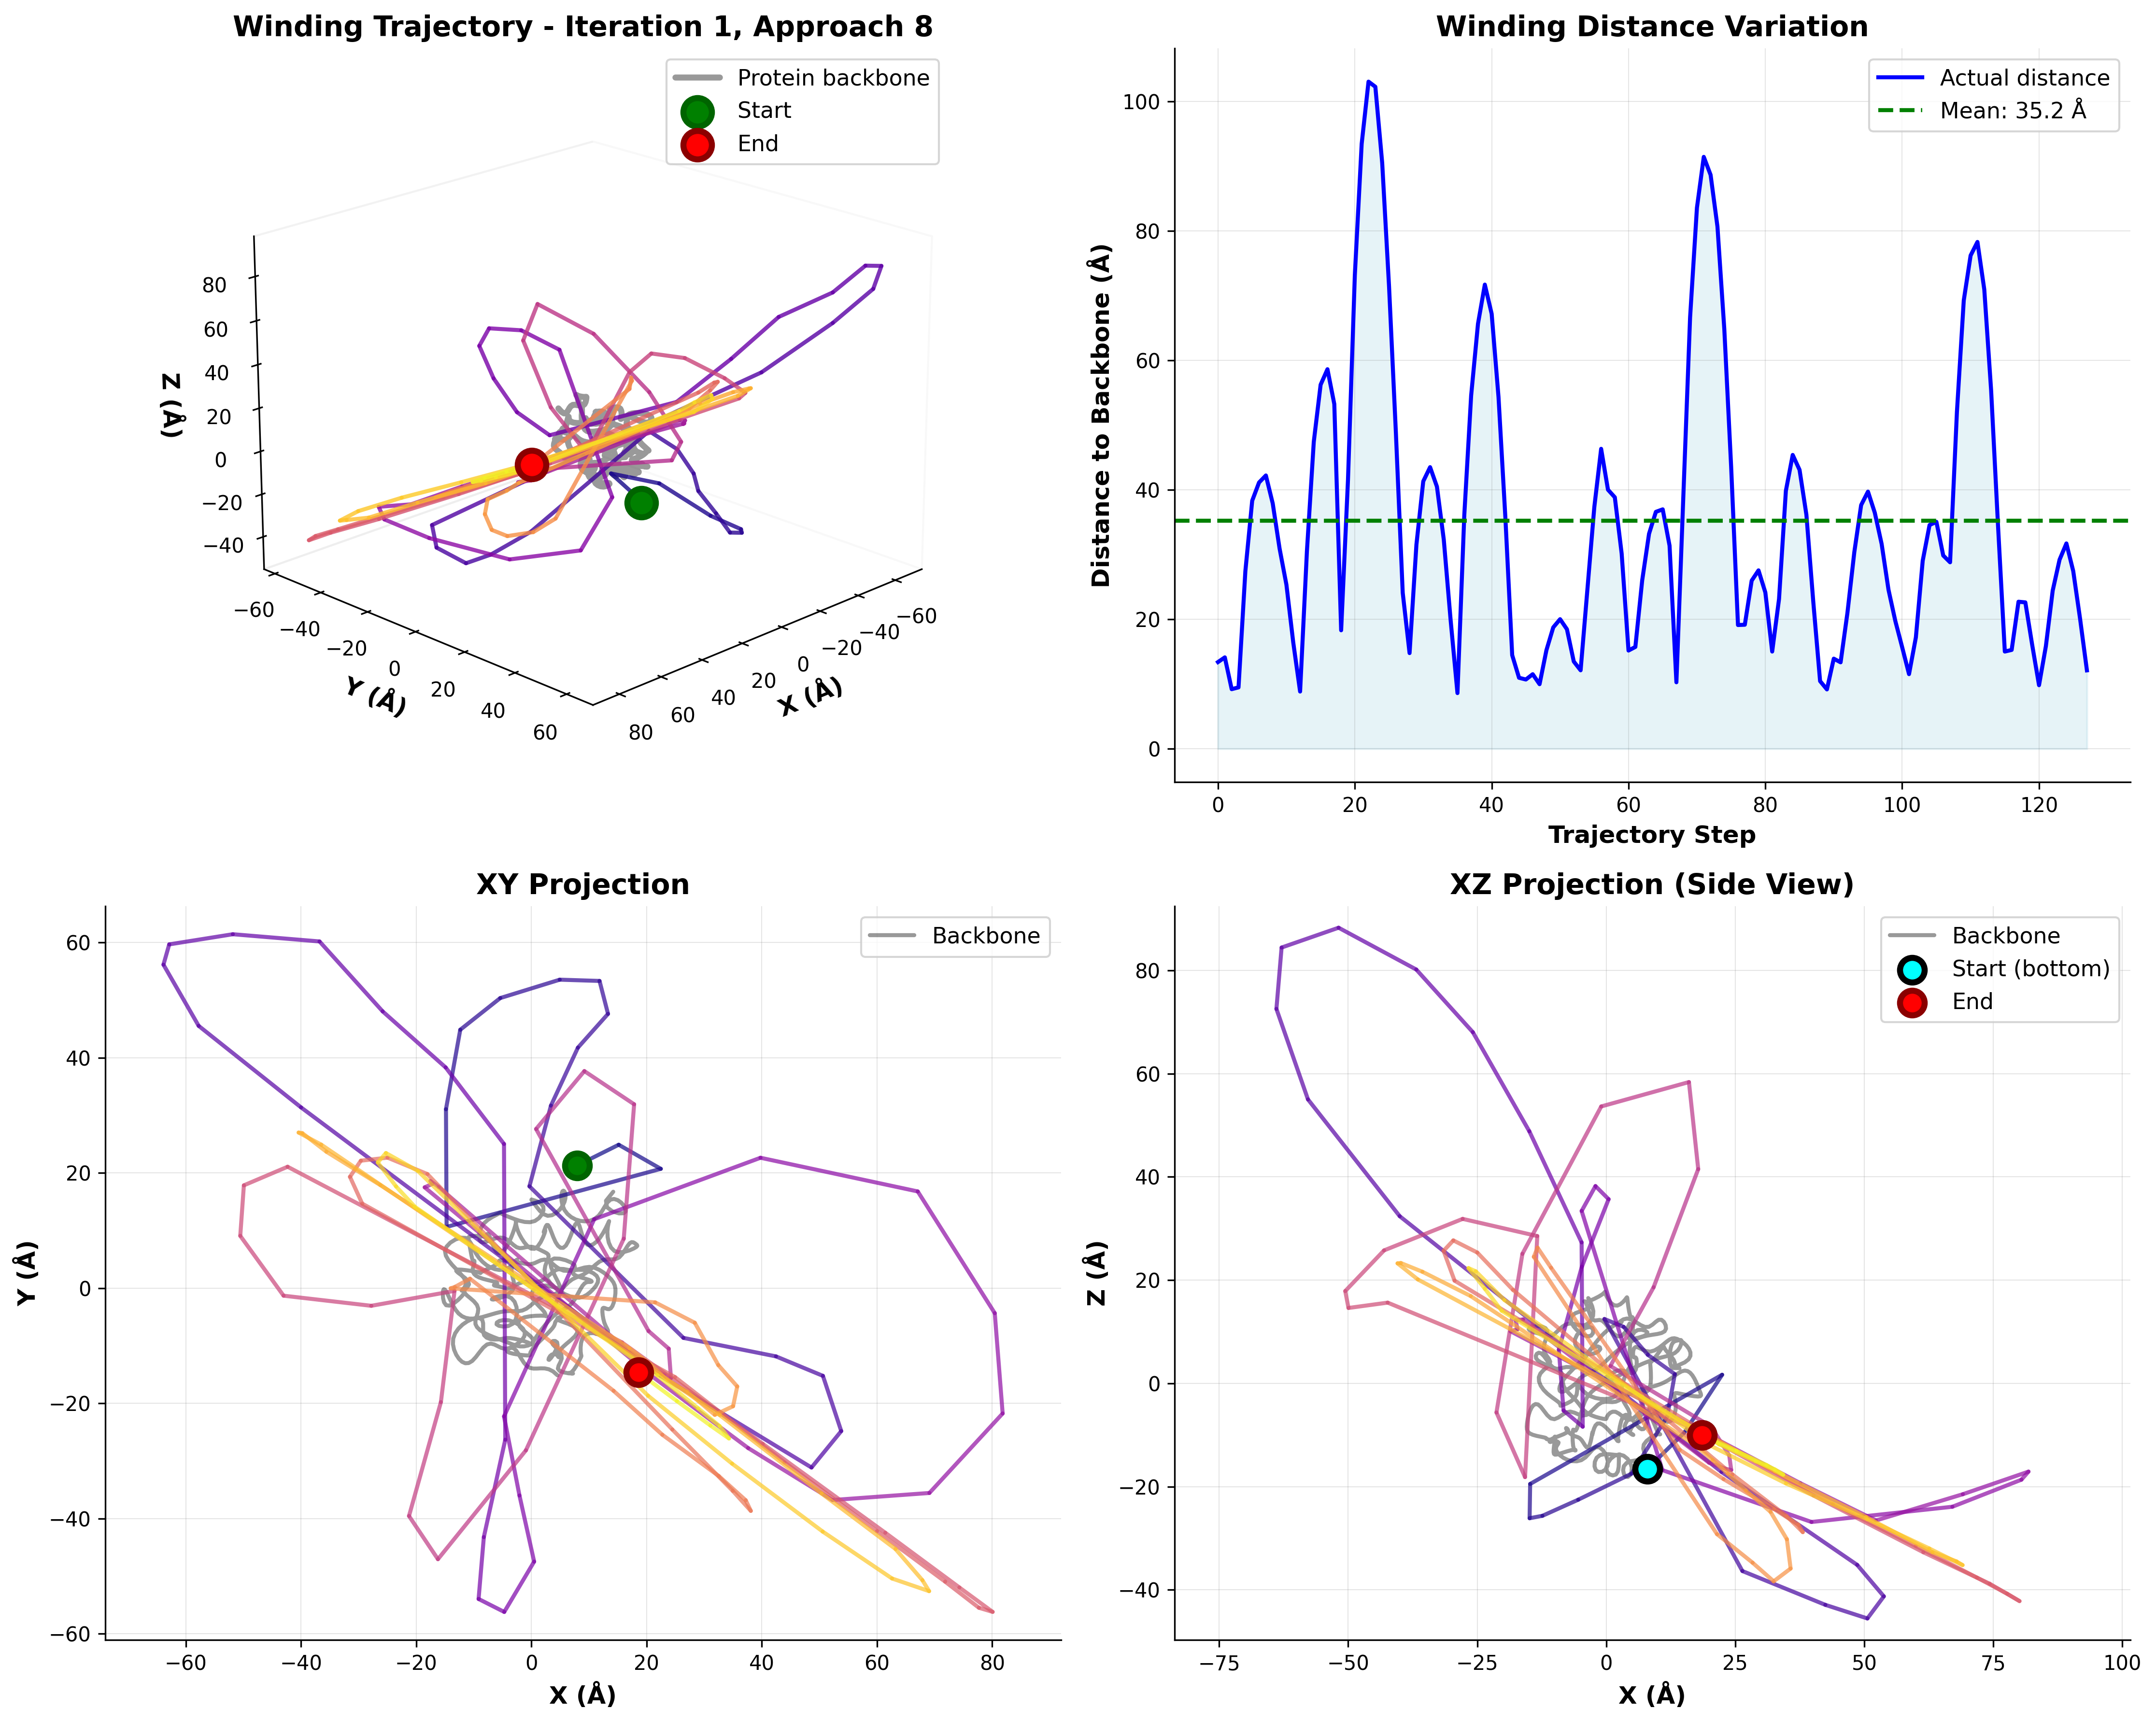 Winding Trajectory - Iteration 1, Approach 8
Protein backbone
Start
End
80
60
40
20
0
−20
−40
Z (Å)
−60
−40
−20
0
20
40
60
Y (Å)
−60
−40
−20
0
20
40
60
80
X (Å)
Winding Distance Variation
Actual distance
Mean: 35.2 Å
100
80
60
40
20
0
Distance to Backbone (Å)
0 20 40 60 80 100 120
Trajectory Step
XY Projection
Backbone
60
40
20
0
−20
−40
−60
Y (Å)
−60 −40 −20 0 20 40 60 80
X (Å)
XZ Projection (Side View)
Backbone
Start (bottom)
End
80
60
40
20
0
−20
−40
Z (Å)
−75 −50 −25 0 25 50 75 100
X (Å)